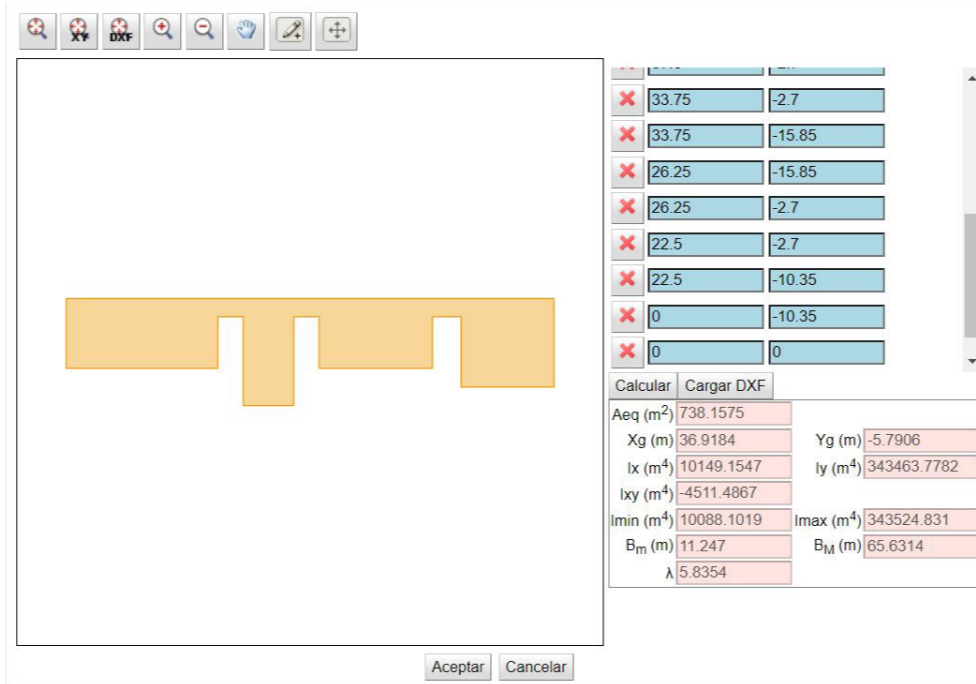 XY DXF
33.75 -2.7
33.75 -15.85
26.25 -15.85
26.25 -2.7
22.5 -2.7
22.5 -10.35
0 -10.35
0 0
Calcular Cargar DXF
Aeq (m2) 738.1575
Xg (m) 36.9184 Yg (m) -5.7906
Ix (m4) 10149.1547 Iy (m4) 343463.7782
Ixy (m4) -4511.4867
Imin (m4) 10088.1019 Imax (m4) 343524.831
Bm (m) 11.247 BM (m) 65.6314
λ 5.8354
Aceptar Cancelar